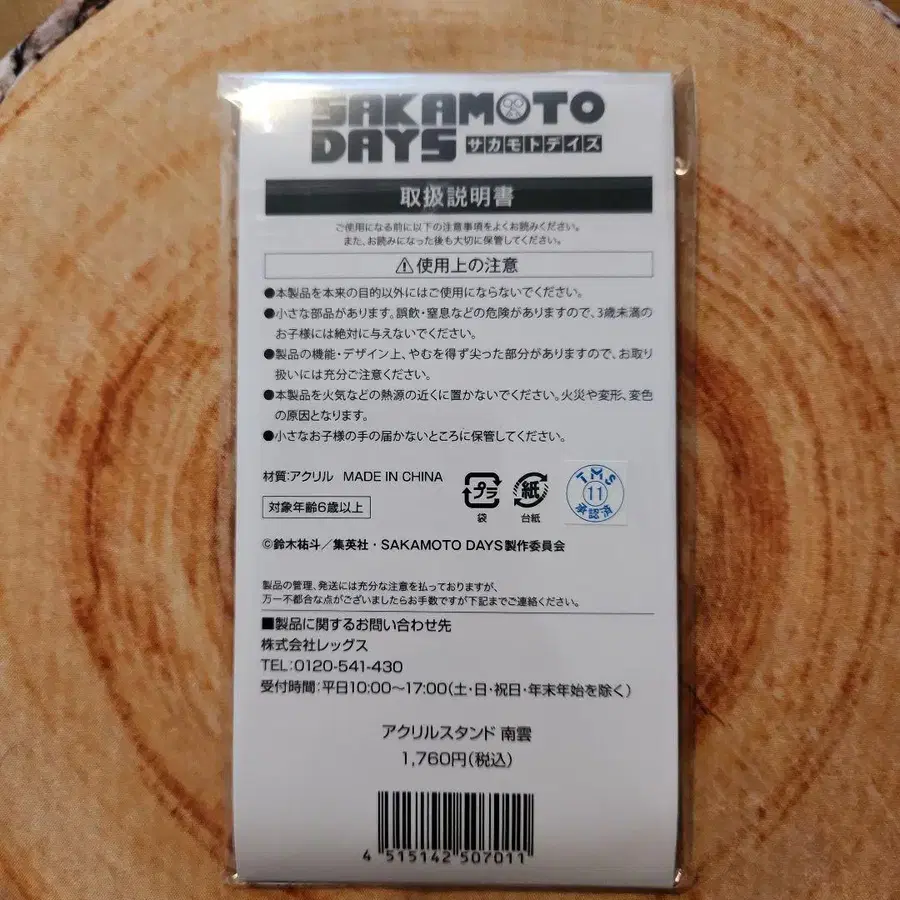 SAKAMOTO
DAYS サカモトデイズ
取扱説明書
ご使用になる前に以下の注意事項をよくお読みください。
また、お読みになった後も大切に保管してください。
⚠使用上の注意
●本製品を本来の目的以外にはご使用にならないでください。
●小さな部品があります。誤飲・窒息などの危険がありますので、3歳未満の
お子様には絶対に与えないでください。
●製品の機能・デザイン上、やむを得ず尖った部分がありますので、お取り
扱いには充分ご注意ください。
●本製品を火気などの熱源の近くに置かないでください。火災や変形、変色
の原因となります。
●小さなお子様の手の届かないところに保管してください。
材質:アクリル MADE IN CHINA
対象年齢6歳以上
プラ
袋
紙
台紙
TMS
11
承認済
©鈴木祐斗/集英社・SAKAMOTO DAYS製作委員会
製品の管理、発送には充分な注意を払っておりますが、
万一不都合な点がございましたらお手数ですが下記までご連絡ください。
■製品に関するお問い合わせ先
株式会社レッグス
TEL:0120-541-430
受付時間:平日10:00～17:00(土・日・祝日・年末年始を除く)
アクリルスタンド 南雲
1,760円(税込)
4 515142 507011